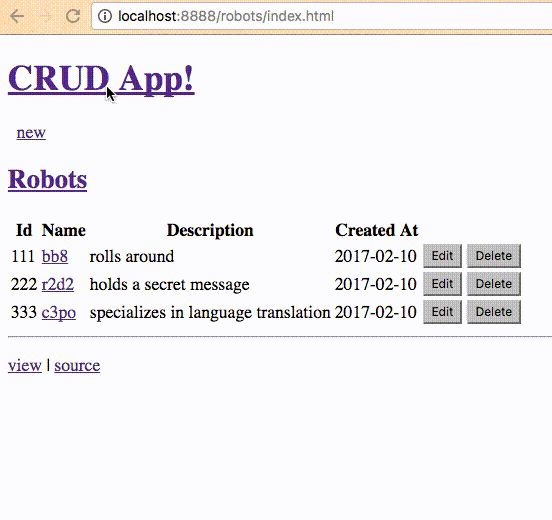 localhost:8888/robots/index.html
CRUD App!
new
Robots
Id Name Description Created At
111 bb8 rolls around 2017-02-10 Edit Delete
222 r2d2 holds a secret message 2017-02-10 Edit Delete
333 c3po specializes in language translation 2017-02-10 Edit Delete
view | source